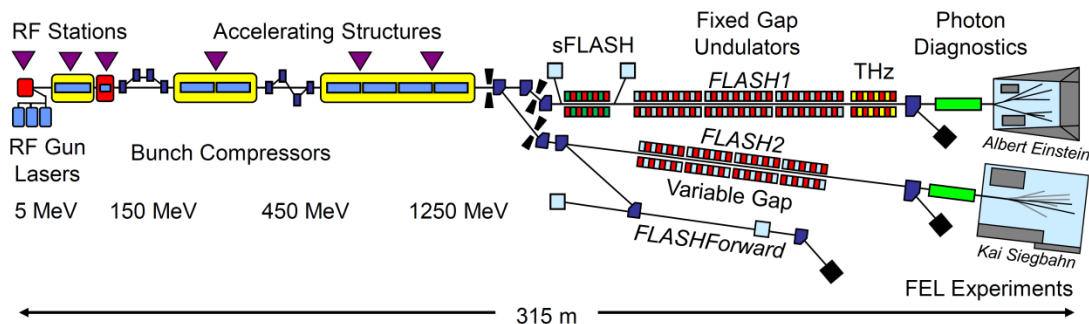 RF Stations
Accelerating Structures
sFLASH
Fixed Gap
Undulators
Photon
Diagnostics
FLASH1
THz
Albert Einstein
RF Gun
Lasers
Bunch Compressors
FLASH2
Variable Gap
5 MeV
150 MeV
450 MeV
1250 MeV
FLASHForward
Kai Siegbahn
FEL Experiments
315 m